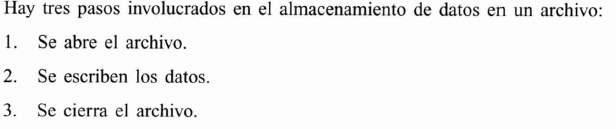 Hay tres pasos involucrados en el almacenamiento de datos en un archivo:
1. Se abre el archivo.
2. Se escriben los datos.
3. Se cierra el archivo.